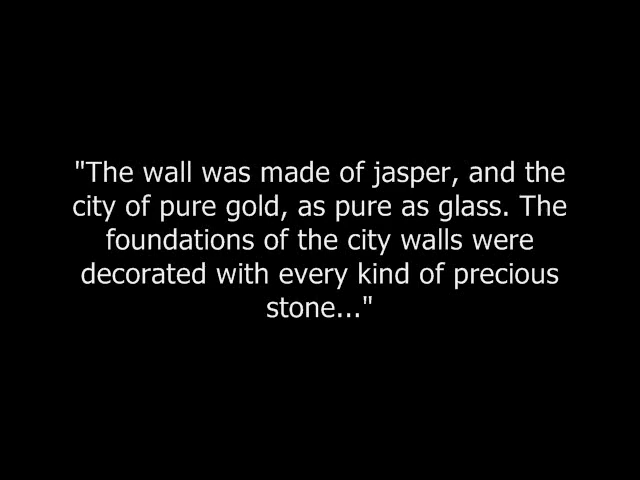 "The wall was made of jasper, and the
city of pure gold, as pure as glass. The
foundations of the city walls were
decorated with every kind of precious
stone..."